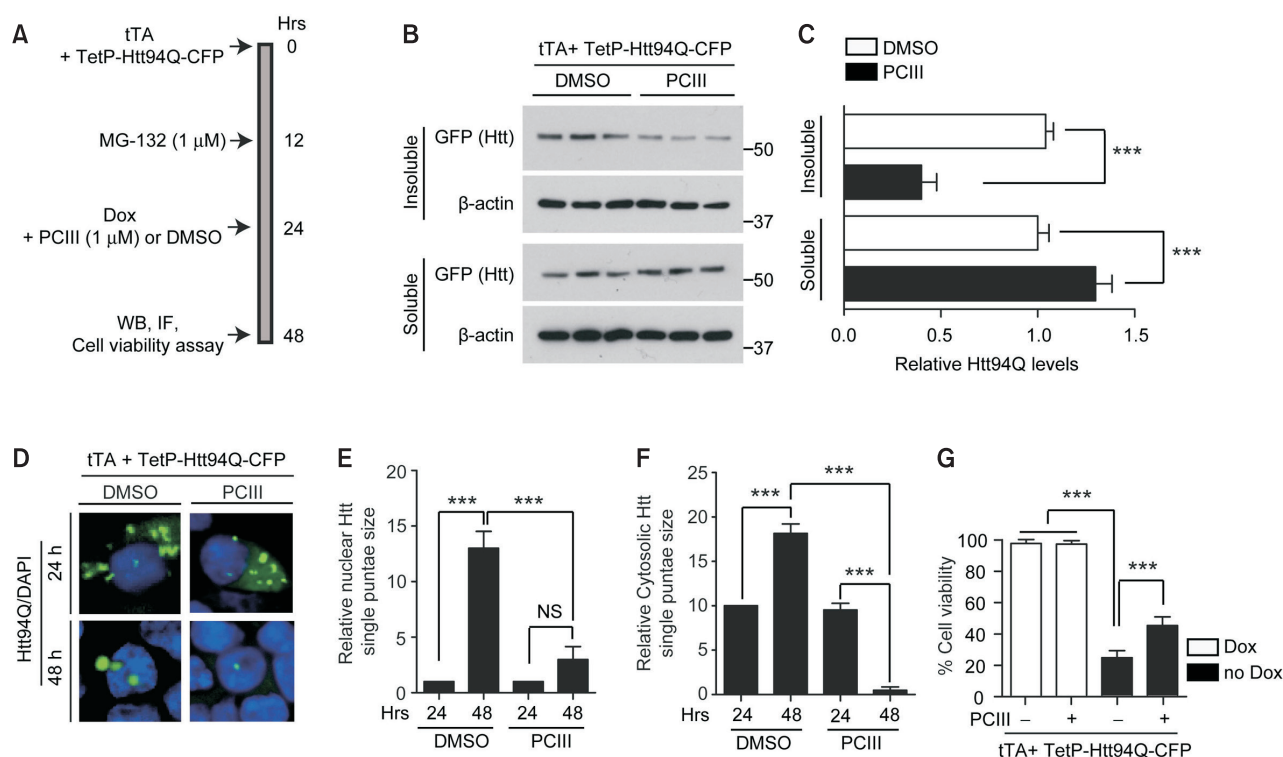 A
Hrs
tTA
+ TetP-Htt94Q-CFP
0
MG-132 (1 μM)
12
Dox
+ PCIII (1 μM) or DMSO
24
WB, IF,
Cell viability assay
48
B
tTA+ TetP-Htt94Q-CFP
DMSO PCIII
Insoluble
GFP (Htt)
50
β-actin
37
Soluble
GFP (Htt)
50
β-actin
37
C
DMSO
PCIII
Insoluble
***
Soluble
***
0.0 0.5 1.0 1.5
Relative Htt94Q levels
D
tTA + TetP-Htt94Q-CFP
DMSO PCIII
Htt94Q/DAPI
24 h
48 h
E
Relative nuclear Htt
single puntae size
20
15
10
5
0
*** ***
NS
Hrs 24 48 24 48
DMSO PCIII
F
Relative Cytosolic Htt
single puntae size
25
20
15
10
5
0
***
***
***
Hrs 24 48 24 48
DMSO PCIII
G
% Cell viability
100
80
60
40
20
0
***
***
Dox
no Dox
PCIII – + – +
tTA+ TetP-Htt94Q-CFP